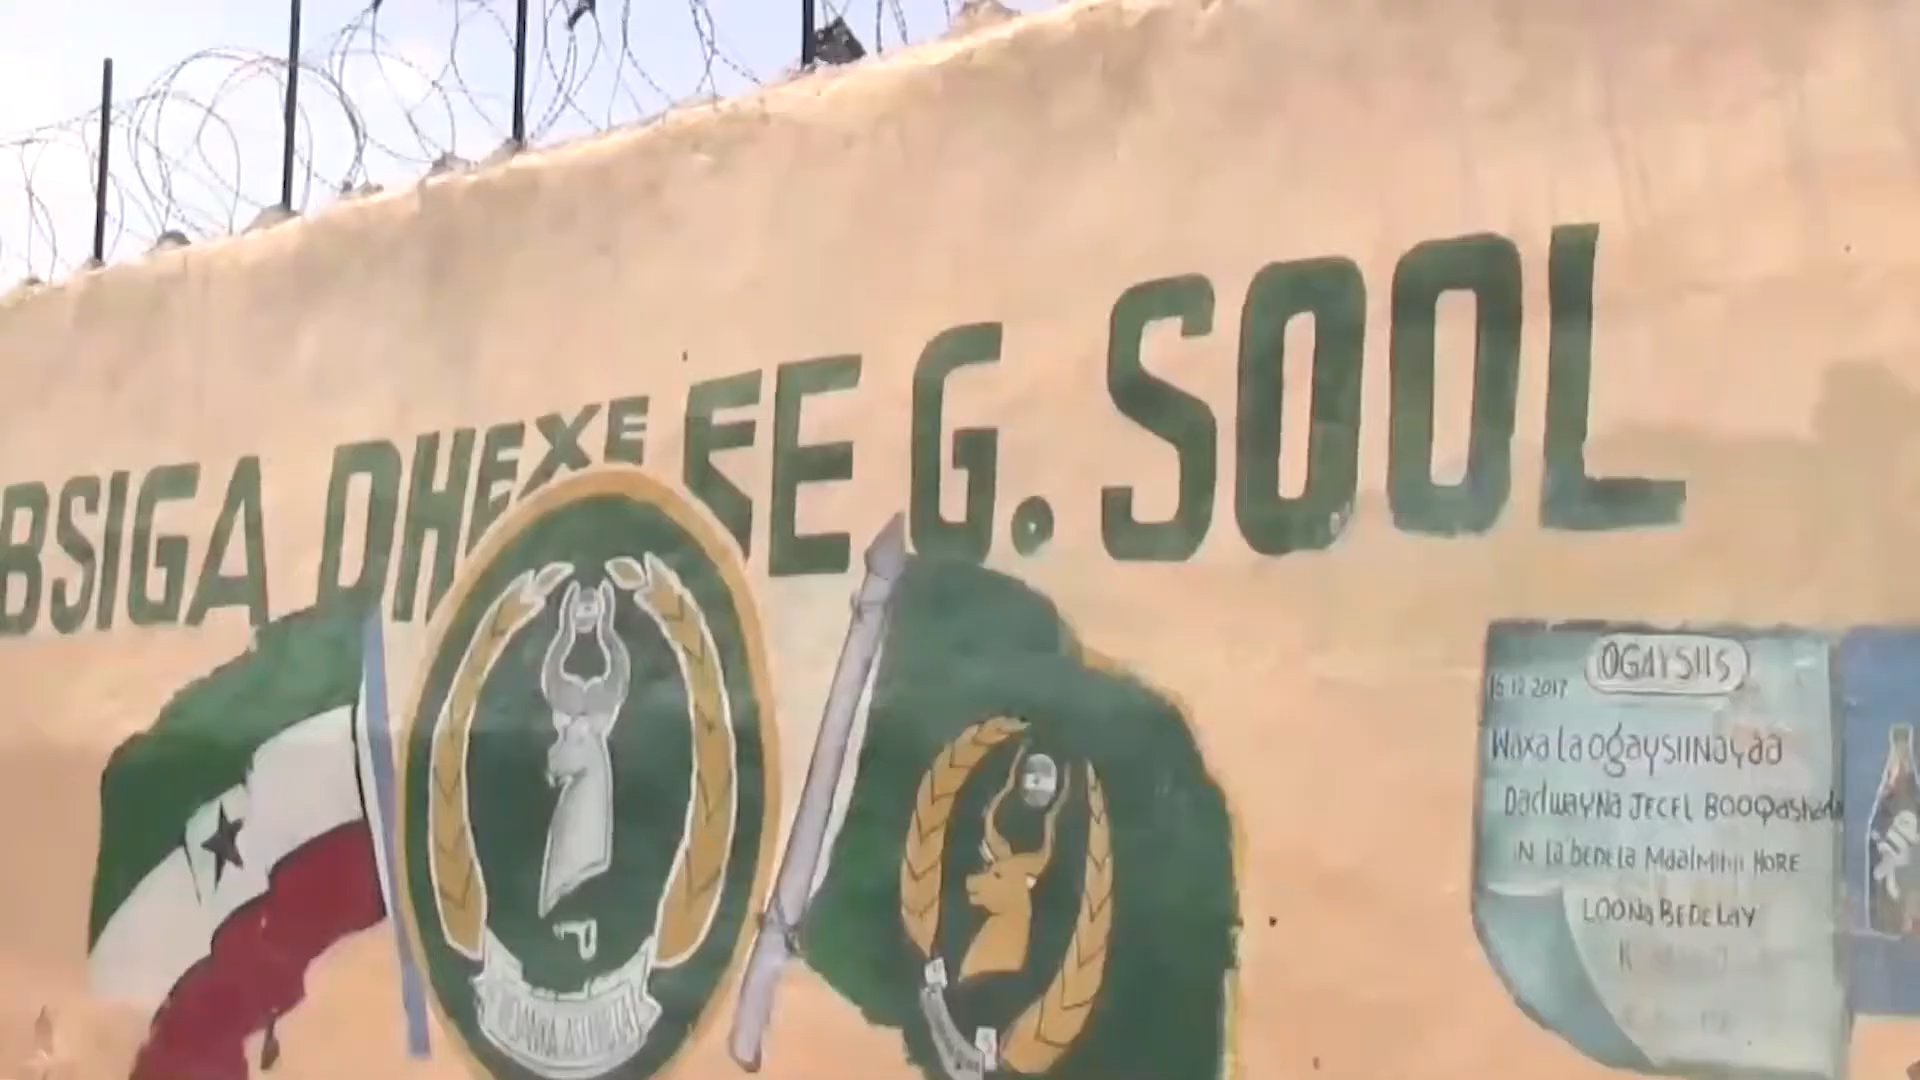 BSIGA DHEXE EE G. SOOL
OGAYSIIS
16.12.2017
Waxa la ogaysiinayaa
Dadwayna JECEL BOOQashada
iN la bedela Maalmihii HORE
LOONa BEDELAY